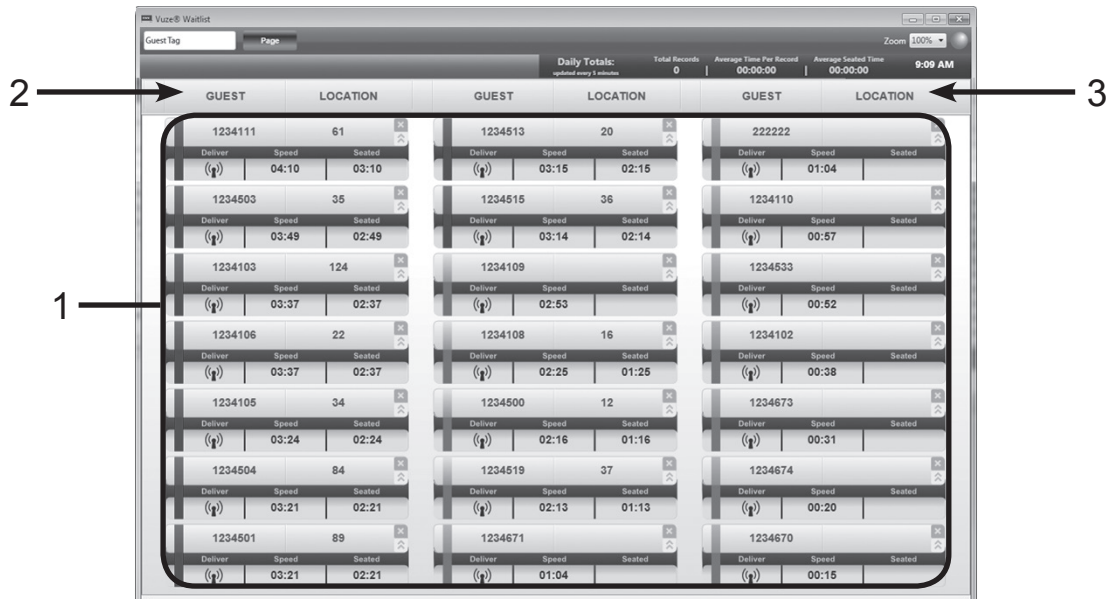 Vuze® Waitlist
Guest Tag Page Zoom 100%
Daily Totals: Total Records Average Time Per Record Average Seated Time
updated every 5 minutes 0 | 00:00:00 | 00:00:00 9:09 AM
2 GUEST LOCATION GUEST LOCATION GUEST LOCATION 3
1234111 61 1234513 20 222222
Deliver Speed Seated Deliver Speed Seated Deliver Speed Seated
04:10 03:10 03:15 02:15 01:04
1234503 35 1234515 36 1234110
Deliver Speed Seated Deliver Speed Seated Deliver Speed Seated
03:49 02:49 03:14 02:14 00:57
1234103 124 1234109 1234533
Deliver Speed Seated Deliver Speed Seated Deliver Speed Seated
1 03:37 02:37 02:53 00:52
1234106 22 1234108 16 1234102
Deliver Speed Seated Deliver Speed Seated Deliver Speed Seated
03:37 02:37 02:25 01:25 00:38
1234105 34 1234500 12 1234673
Deliver Speed Seated Deliver Speed Seated Deliver Speed Seated
03:24 02:24 02:16 01:16 00:31
1234504 84 1234519 37 1234674
Deliver Speed Seated Deliver Speed Seated Deliver Speed Seated
03:21 02:21 02:13 01:13 00:20
1234501 89 1234671 1234670
Deliver Speed Seated Deliver Speed Seated Deliver Speed Seated
03:21 02:21 01:04 00:15